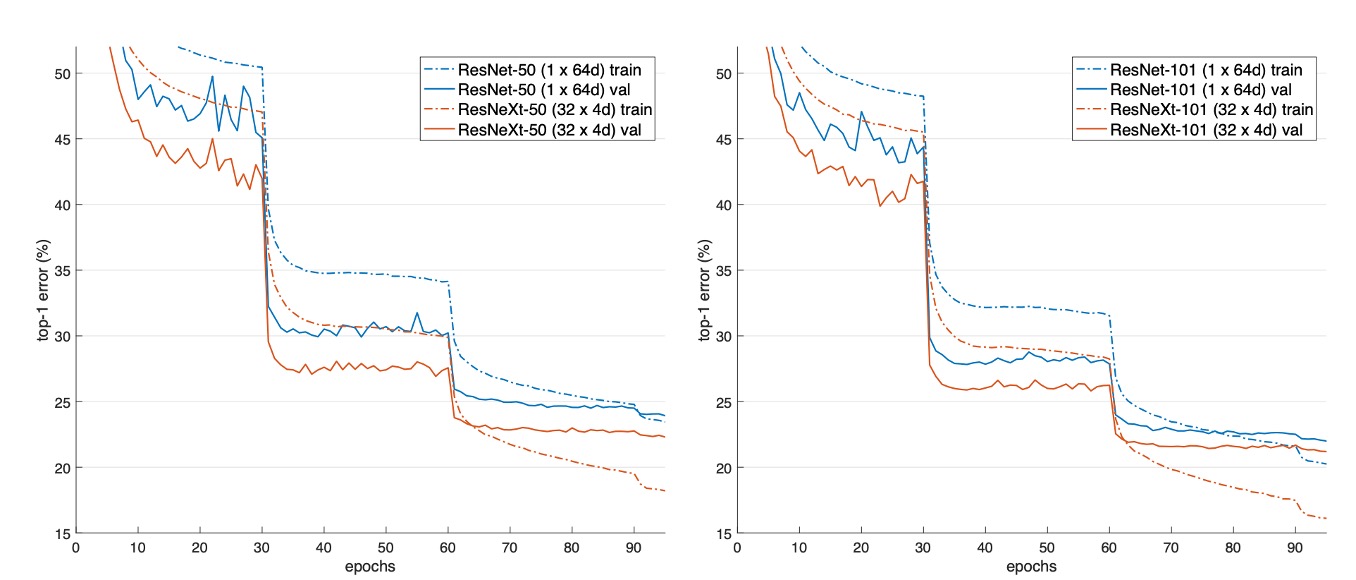 50
45
40
35
30
25
20
15
0 10 20 30 40 50 60 70 80 90
epochs
top-1 error (%)
ResNet-50 (1 x 64d) train
ResNet-50 (1 x 64d) val
ResNeXt-50 (32 x 4d) train
ResNeXt-50 (32 x 4d) val
50
45
40
35
30
25
20
15
0 10 20 30 40 50 60 70 80 90
epochs
top-1 error (%)
ResNet-101 (1 x 64d) train
ResNet-101 (1 x 64d) val
ResNeXt-101 (32 x 4d) train
ResNeXt-101 (32 x 4d) val